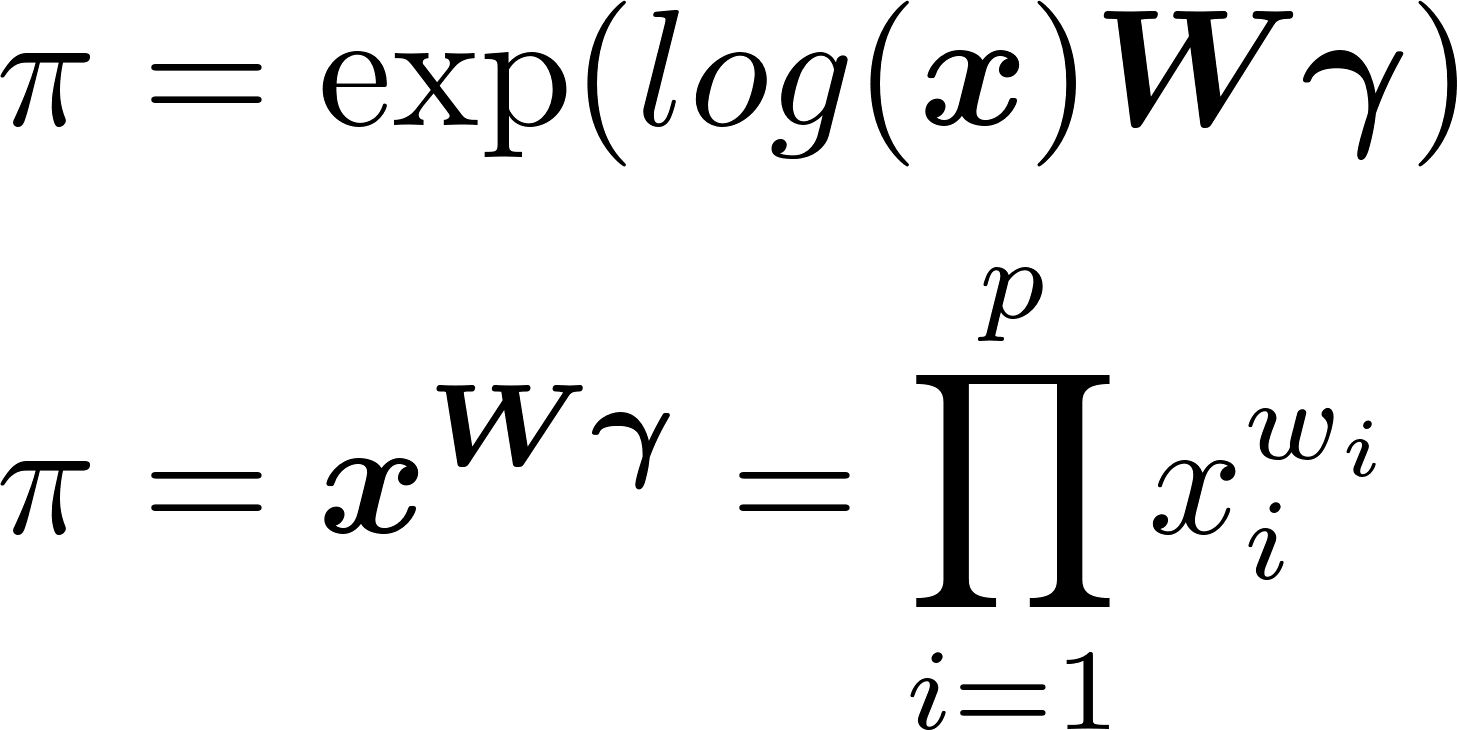 π = exp(log(𝒙)𝑾𝜸)
π = 𝒙^{𝑾𝜸} = ∏_{i=1}^{p} x_i^{w_i}